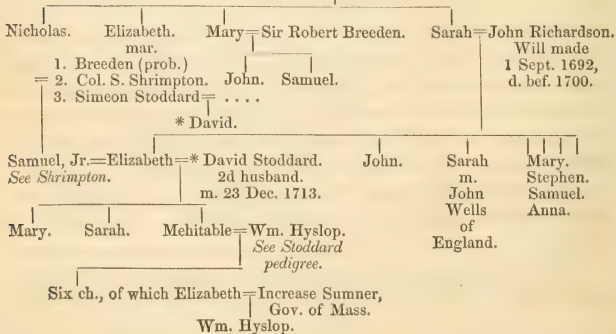 Nicholas. Elizabeth. Mary=Sir Robert Breeden. Sarah=John Richardson.
mar. Will made
1. Breeden (prob.) John. Samuel. 1 Sept. 1692,
= 2. Col. S. Shrimpton. d. bef. 1700.
3. Simeon Stoddard= . . . .
* David.
Samuel, Jr.=Elizabeth=* David Stoddard. John. Sarah Mary.
See Shrimpton. 2d husband. m. Stephen.
m. 23 Dec. 1713. John Samuel.
Wells Anna.
of
Mary. Sarah. Mehitable=Wm. Hyslop. England.
See Stoddard
pedigree.
Six ch., of which Elizabeth=Increase Sumner,
Gov. of Mass.
Wm. Hyslop.